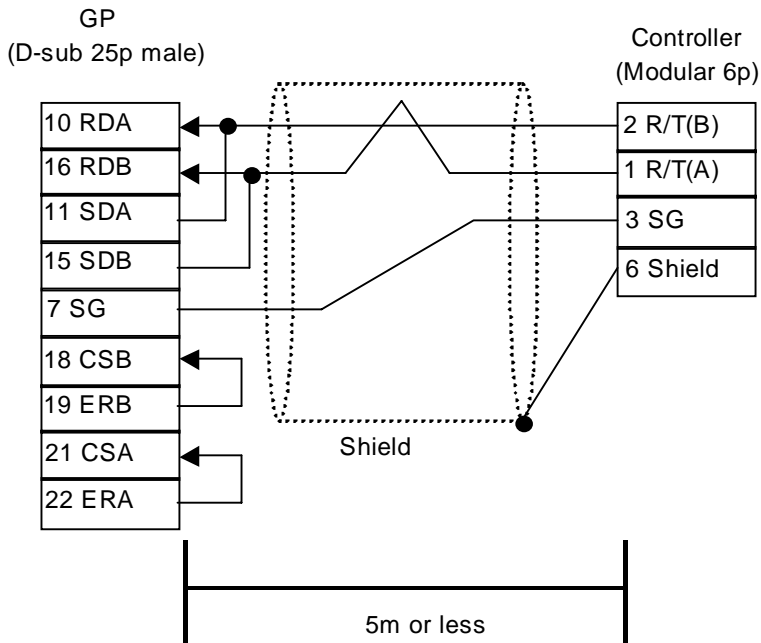 GP
(D-sub 25p male)
Controller
(Modular 6p)
10 RDA
16 RDB
11 SDA
15 SDB
7 SG
18 CSB
19 ERB
21 CSA
22 ERA
2 R/T(B)
1 R/T(A)
3 SG
6 Shield
Shield
5m or less